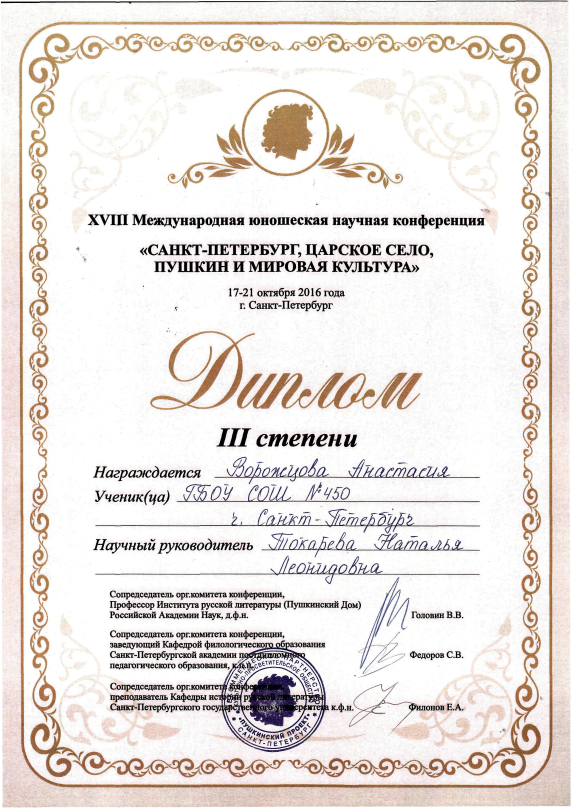 XVIII Международная юношеская научная конференция
«САНКТ-ПЕТЕРБУРГ, ЦАРСКОЕ СЕЛО,
ПУШКИН И МИРОВАЯ КУЛЬТУРА»
17-21 октября 2016 года
г. Санкт-Петербург
Диплом
III степени
Награждается Ворожцова Анастасия
Ученик(ца) ГБОУ СОШ №450
г. Санкт-Петербург
Научный руководитель Токарева Наталья
Леонидовна
Сопредседатель орг.комитета конференции,
Профессор Института русской литературы (Пушкинский Дом)
Российской Академии Наук, д.ф.н.
Головин В.В.
Сопредседатель орг.комитета конференции,
заведующий Кафедрой филологического образования
Санкт-Петербургской академии постдипломного
педагогического образования, к.п.н.
Федоров С.В.
Сопредседатель орг.комитета конференции,
преподаватель Кафедры истории русской литературы
Санкт-Петербургского государственного университета к.ф.н.
Филонов Е.А.
«ПУШКИНСКИЙ ПРОЕКТ»
САНКТ-ПЕТЕРБУРГ